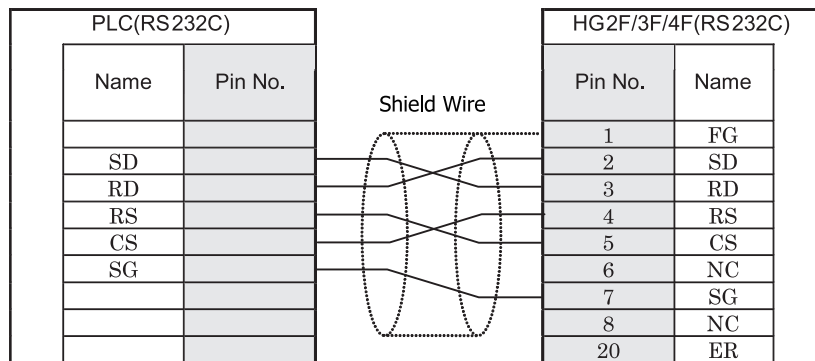 PLC(RS232C) HG2F/3F/4F(RS232C)
Name Pin No. Pin No. Name
Shield Wire
1 FG
SD 2 SD
RD 3 RD
RS 4 RS
CS 5 CS
SG 6 NC
7 SG
8 NC
20 ER